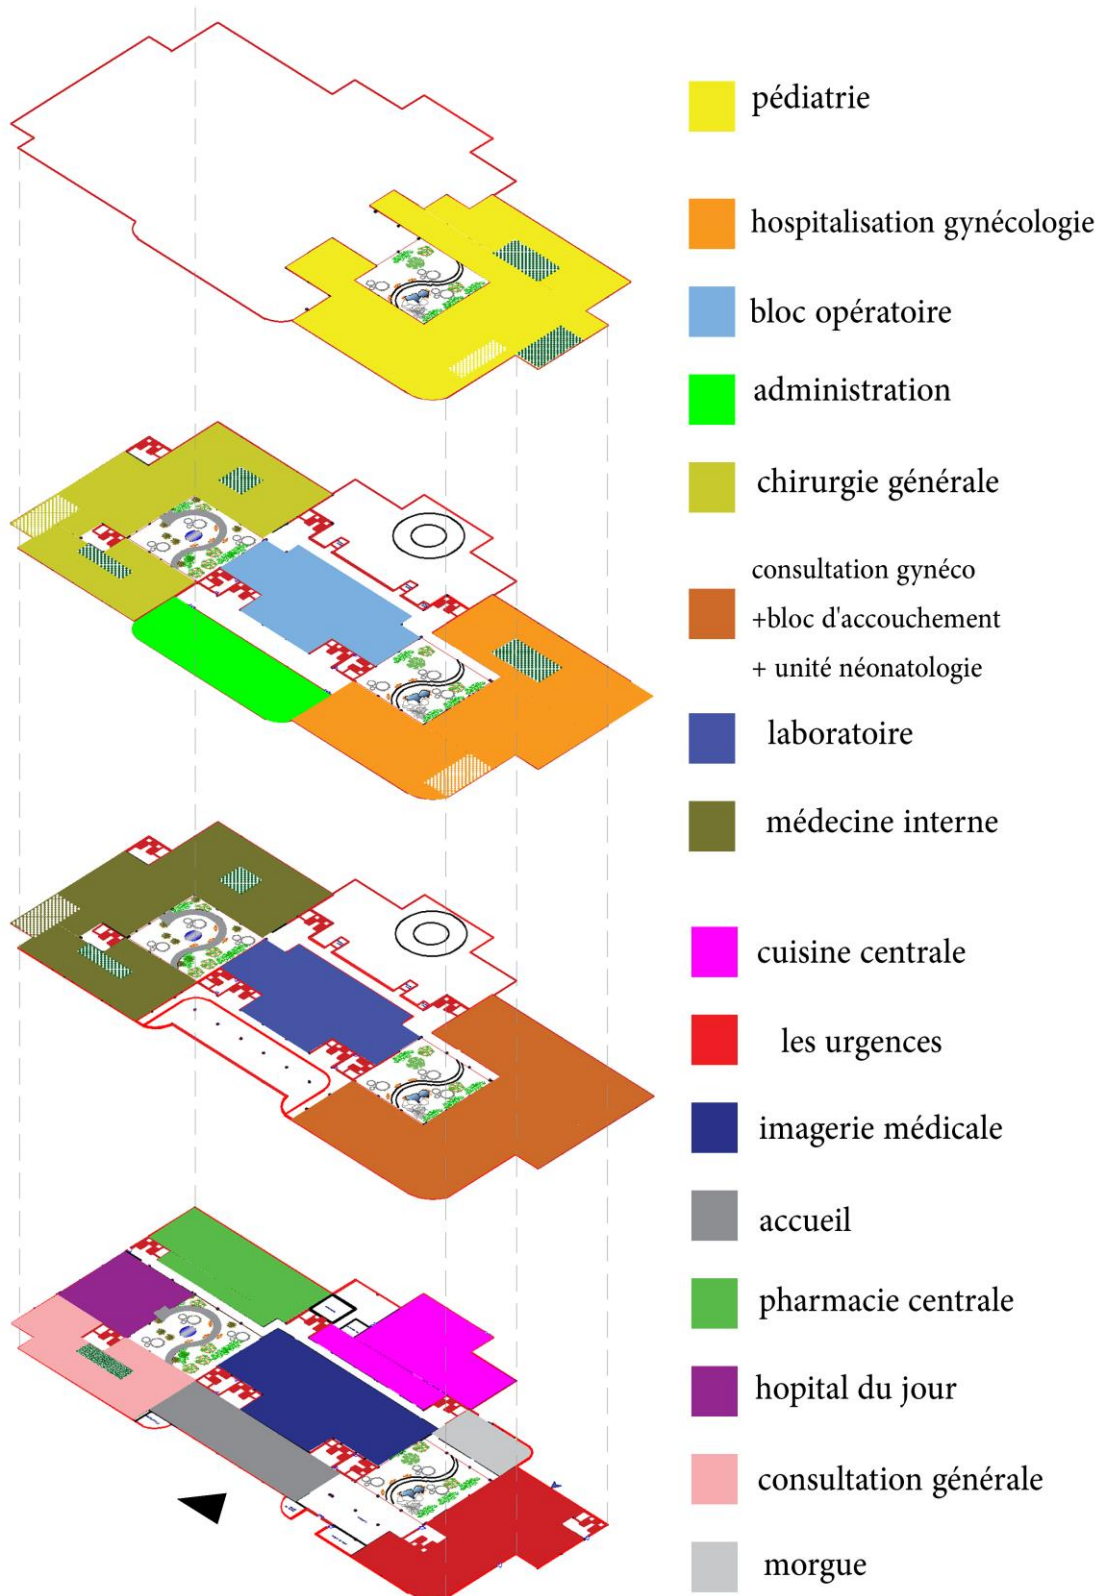 pédiatrie
hospitalisation gynécologie
bloc opératoire
administration
chirurgie générale
consultation gynéco
+bloc d'accouchement
+ unité néonatologie
laboratoire
médecine interne
cuisine centrale
les urgences
imagerie médicale
accueil
pharmacie centrale
hopital du jour
consultation générale
morgue